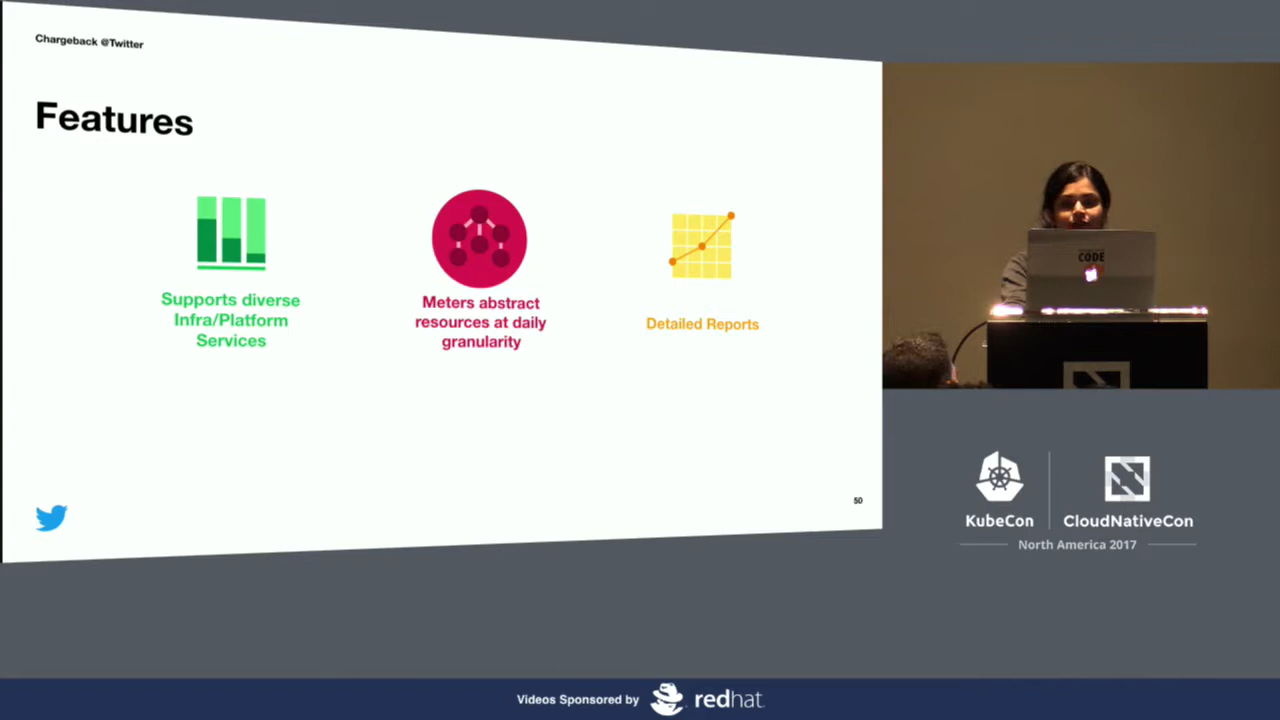 Chargeback @Twitter
Features
Supports diverse
Infra/Platform
Services
Meters abstract
resources at daily
granularity
Detailed Reports
50
CODE
KubeCon
CloudNativeCon
North America 2017
Videos Sponsored by
redhat.